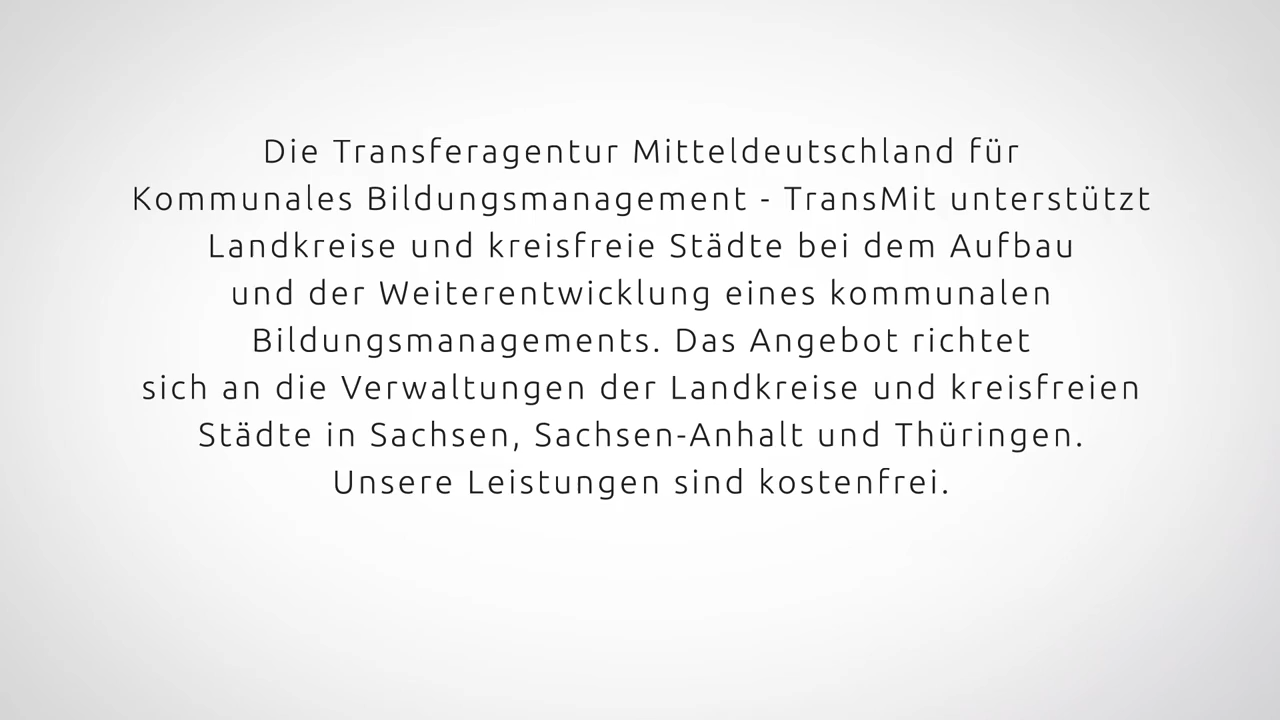 Die Transferagentur Mitteldeutschland für
Kommunales Bildungsmanagement - TransMit unterstützt
Landkreise und kreisfreie Städte bei dem Aufbau
und der Weiterentwicklung eines kommunalen
Bildungsmanagements. Das Angebot richtet
sich an die Verwaltungen der Landkreise und kreisfreien
Städte in Sachsen, Sachsen-Anhalt und Thüringen.
Unsere Leistungen sind kostenfrei.